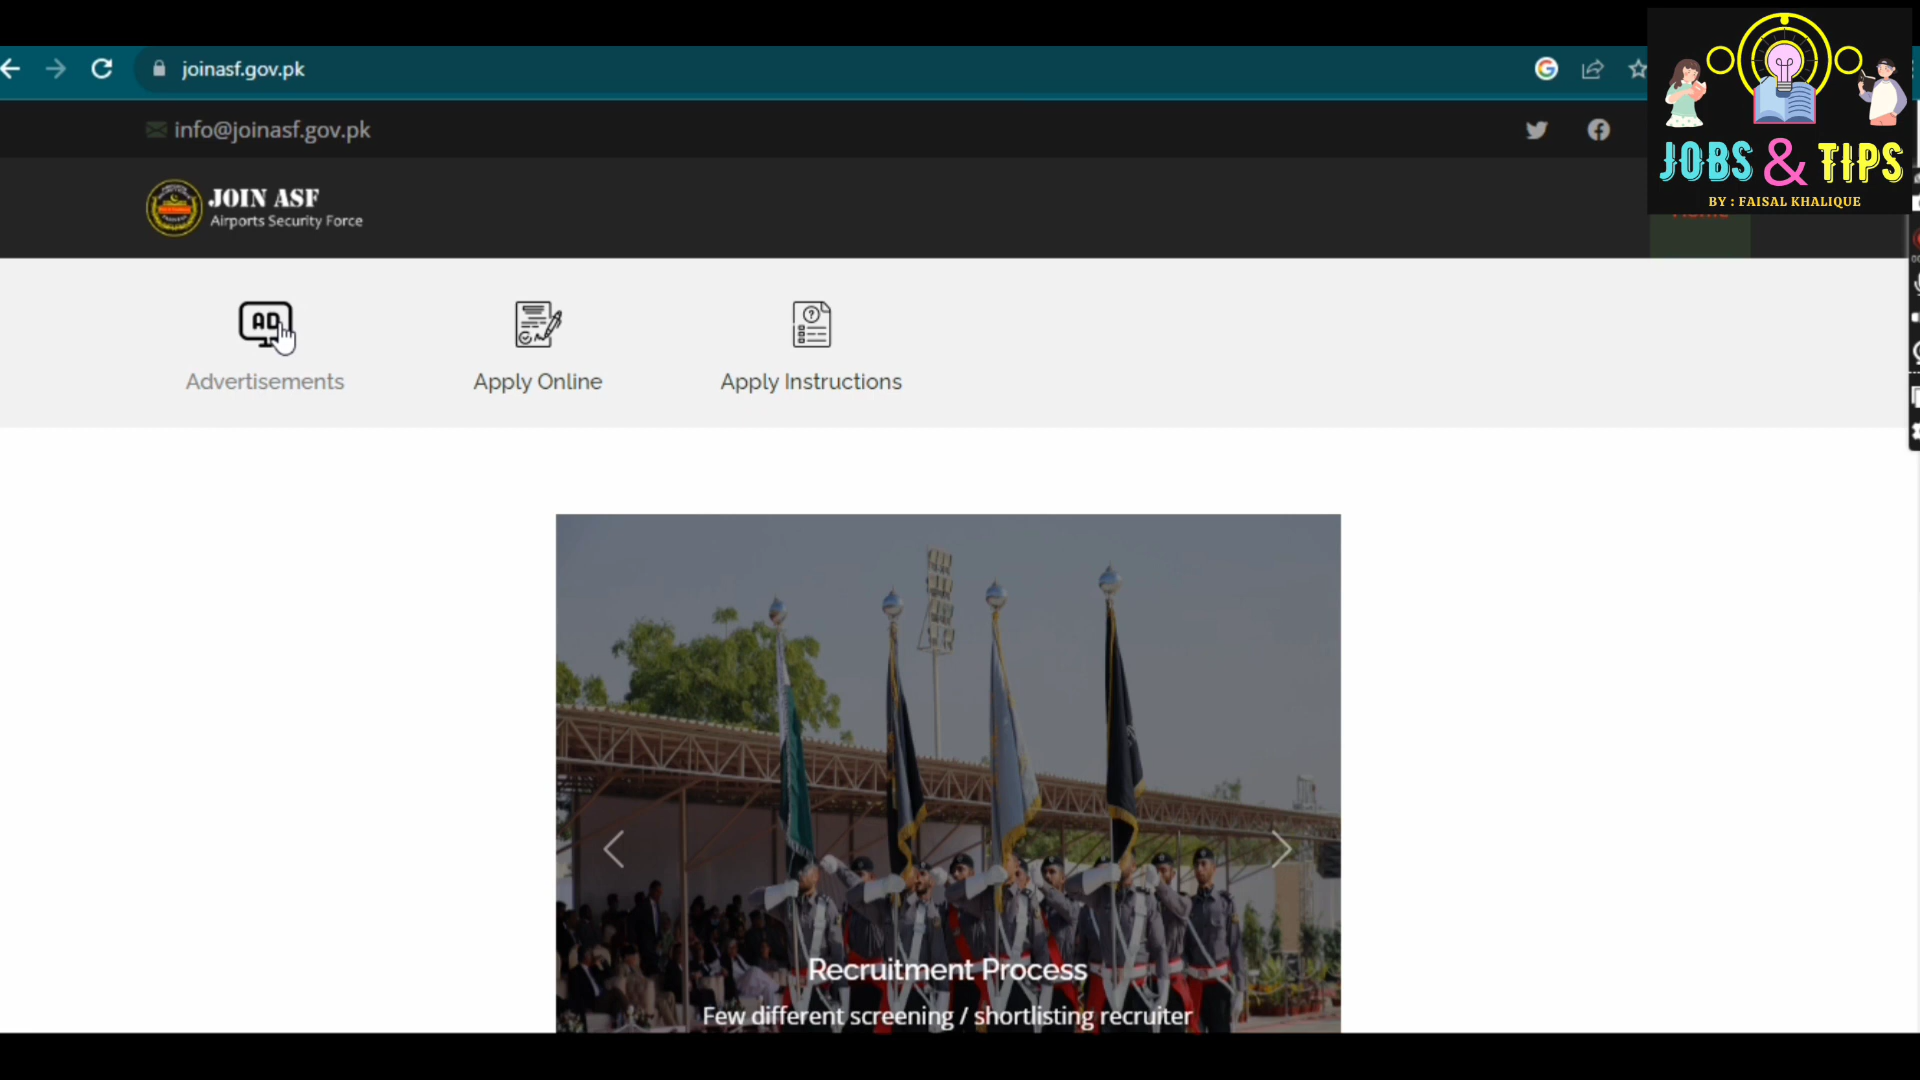 joinasf.gov.pk
info@joinasf.gov.pk
JOIN ASF
Airports Security Force
JOBS & TIPS
BY : FAISAL KHALIQUE
AD
Advertisements
Apply Online
Apply Instructions
Recruitment Process
Few different screening / shortlisting recruiter